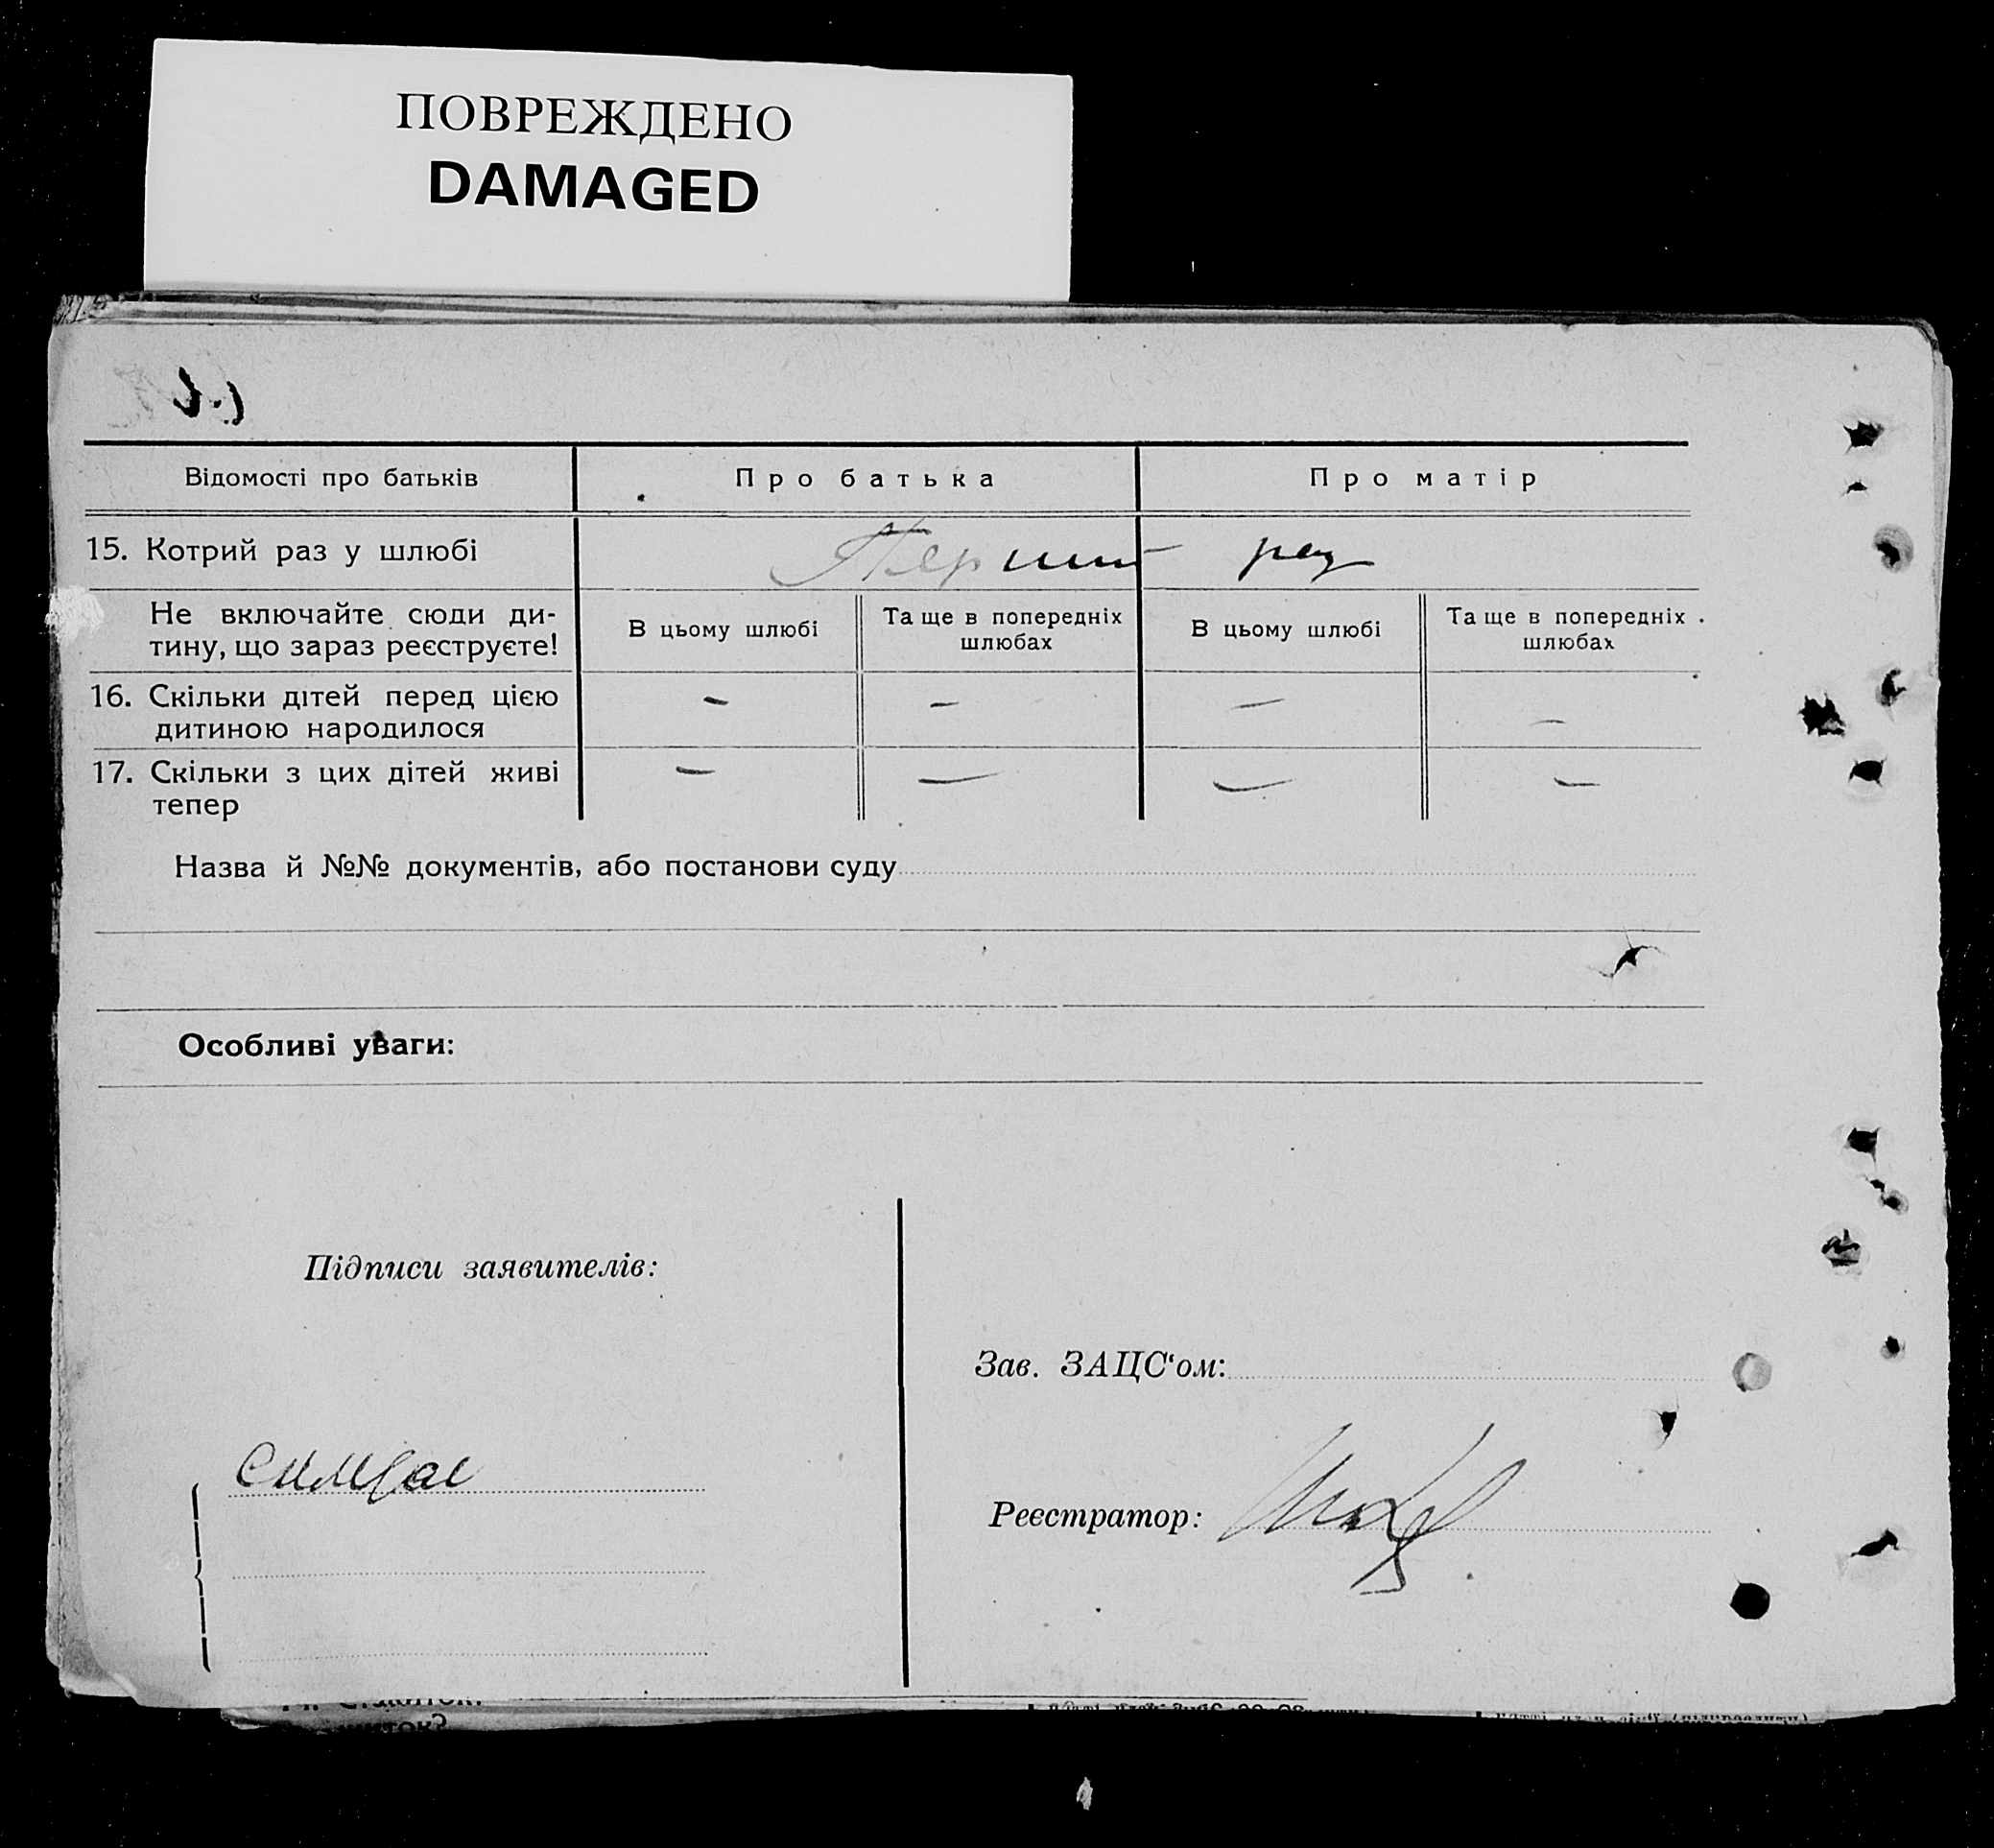 ПОВРЕЖДЕНО
DAMAGED
Відомості про батьків
Про батька
Про матір
15. Котрий раз у шлюбі
Перший раз
Не включайте сюди ди-
тину, що зараз реєструєте!
В цьому шлюбі
Та ще в попередніх
шлюбах
В цьому шлюбі
Та ще в попередніх
шлюбах
16. Скільки дітей перед цією
дитиною народилося
– – – –
17. Скільки з цих дітей живі
тепер
– – – –
Назва й №№ документів, або постанови суду
Особливі уваги:
Підписи заявителів:
Зав. ЗАЦС‘ом:
Реєстратор: